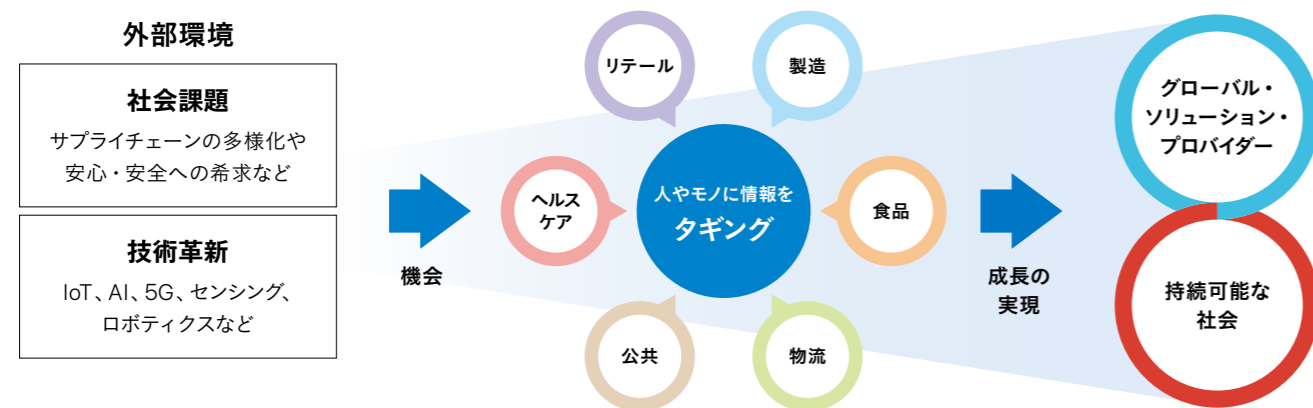 外部環境
社会課題
サプライチェーンの多様化や
安心・安全への希求など
技術革新
IoT、AI、5G、センシング、
ロボティクスなど
機会
リテール
製造
ヘルス
ケア
人やモノに情報を
タギング
食品
公共
物流
成長の
実現
グローバル・
ソリューション・
プロバイダー
持続可能な
社会